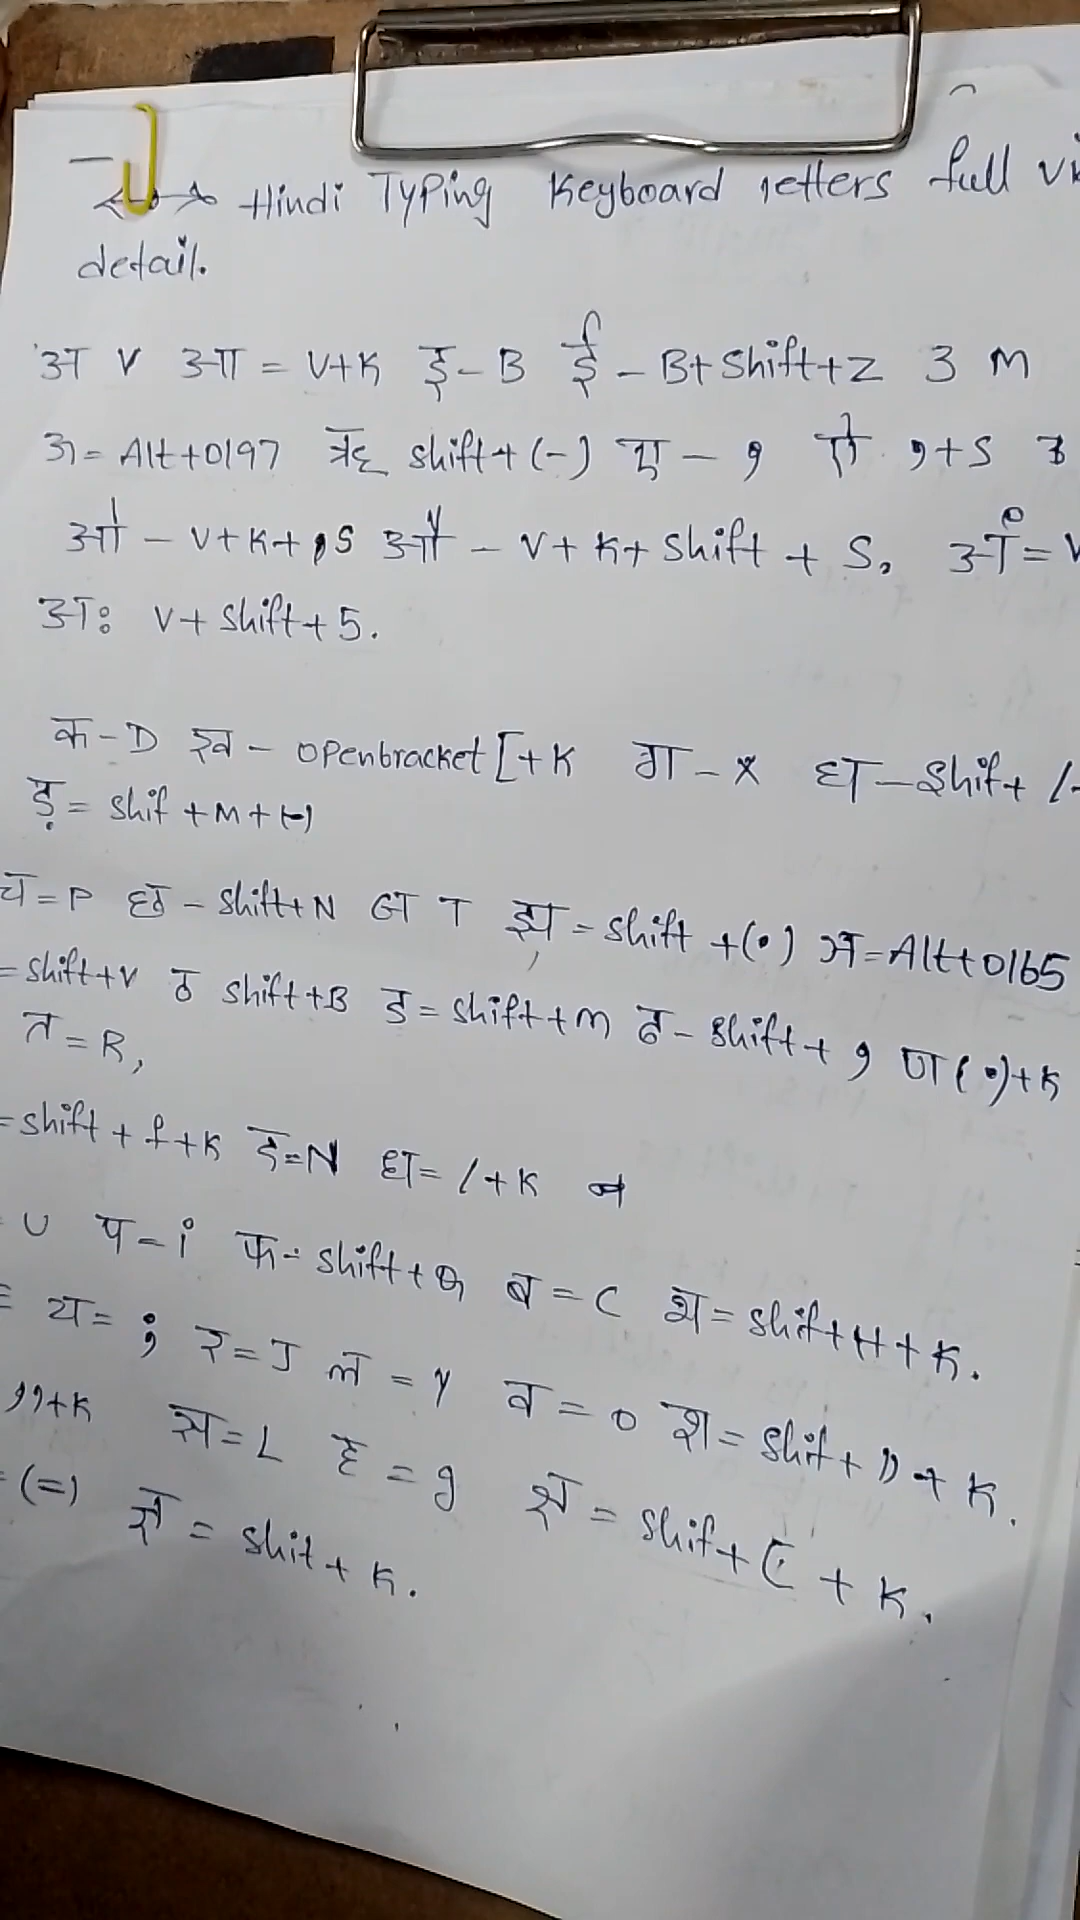 Hindi Typing Keyboard letters full
detail.
अ V आ = V+K इ - B ई - B+Shift+Z उ M
ऊ = Alt+0197 ऋ shift+(-) ए - , ऐ ,+S
ओ - V+K+S औ - V+K+Shift + S, अं = V
अः V+Shift+5.
क - D ख - openbracket [+K ग - X घ - Shift+ /
ङ = shif +M+(-)
च = P छ - Shift+N ज T झ = shift +(.) ञ = Alt+0165
= Shift+V ठ Shift+B ड = Shift+M ढ - Shift+ , ण (.)+K
त = R,
= shift + f+K द = N ध = /+K न
U प - i फ - shift+Q ब = C भ = shift+H+K.
य = ; र = J ल = Y व = O श = Shift+ ))+K.
,,+K स = L ह = g क्ष = shif+ [ + K.
(=) ज्ञ = shit + K.